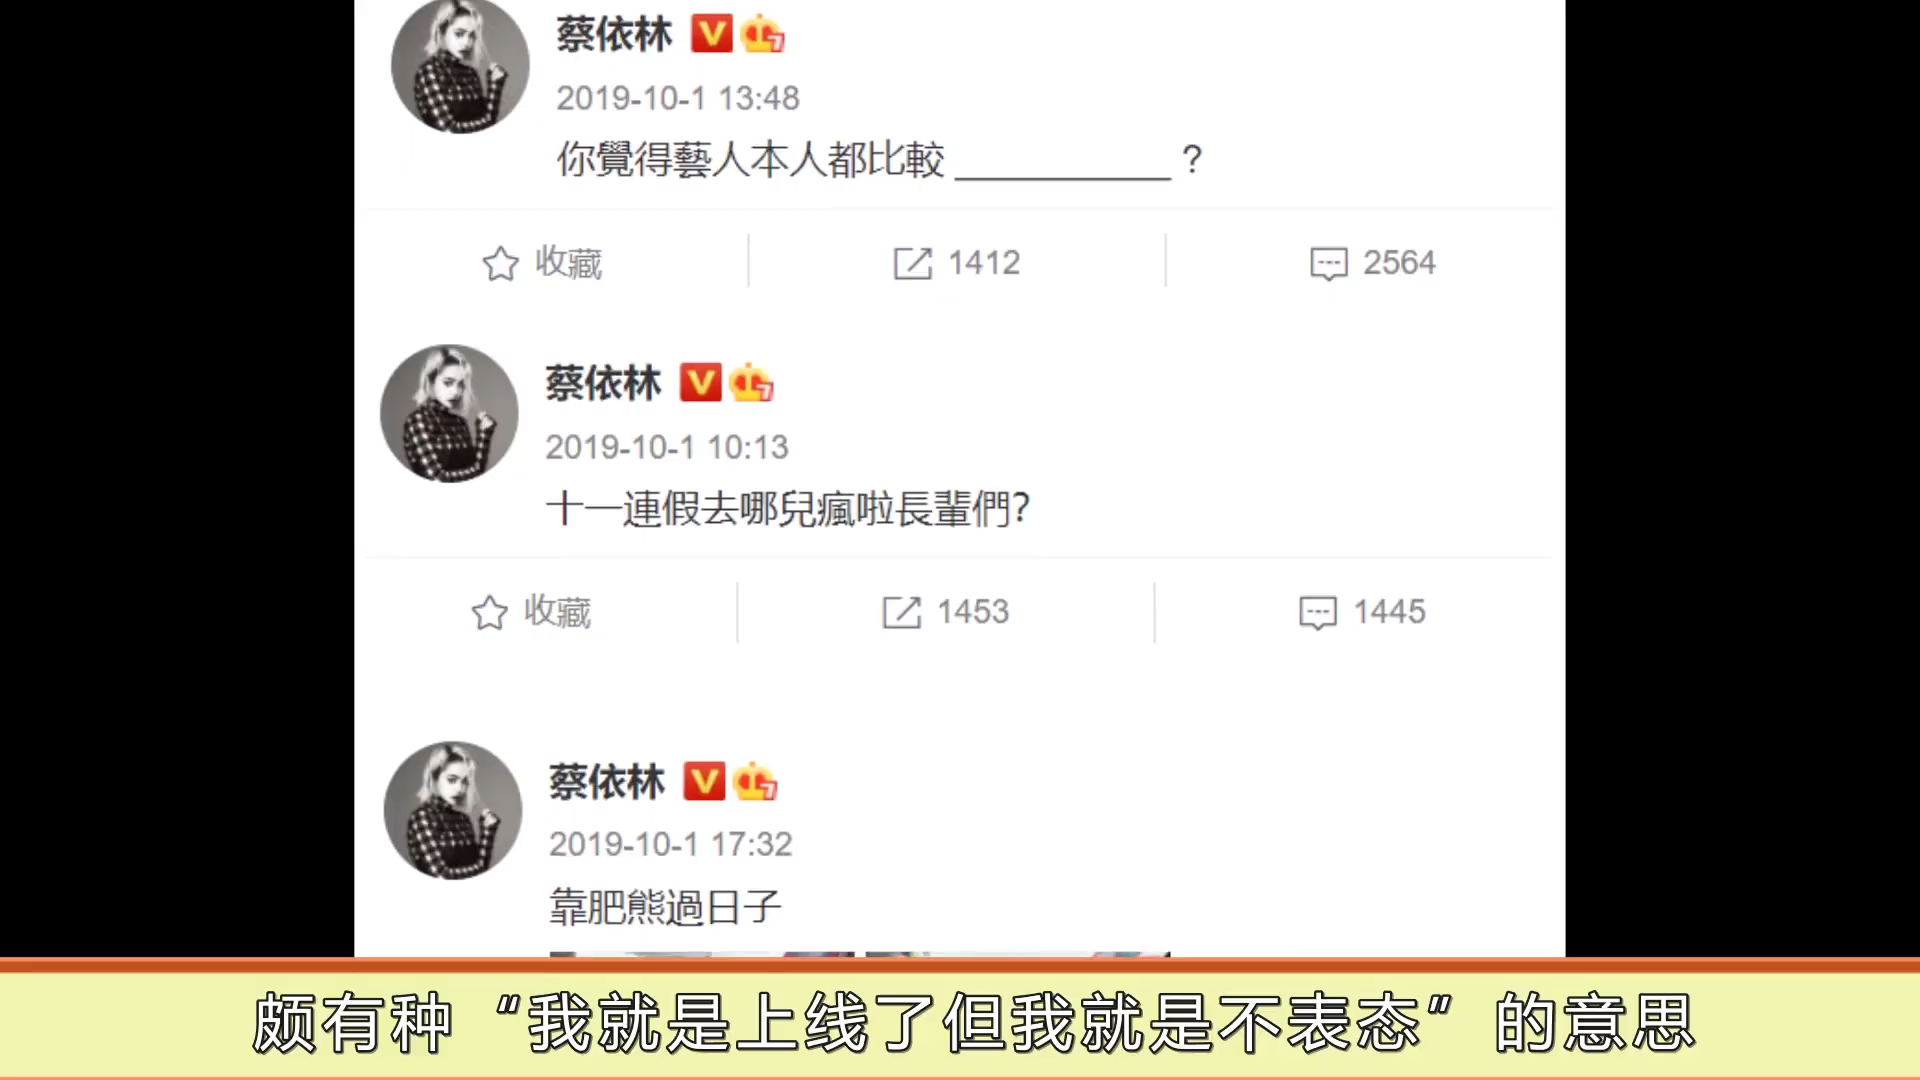 蔡依林
2019-10-1 13:48
你覺得藝人本人都比較 ___________ ?
收藏 1412 2564
蔡依林
2019-10-1 10:13
十一連假去哪兒瘋啦長輩們?
收藏 1453 1445
蔡依林
2019-10-1 17:32
靠肥熊過日子
颇有种“我就是上线了但我就是不表态”的意思